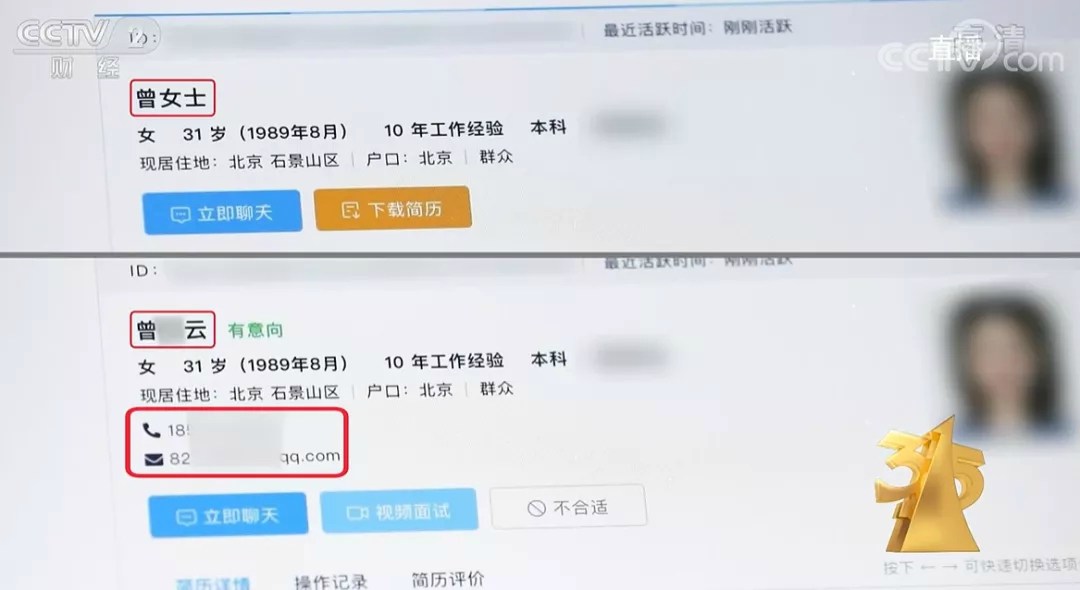 CCTV 2
财经
直播
CCTV.com
ID:
最近活跃时间: 刚刚活跃
曾女士
女 31 岁 (1989年8月) 10 年工作经验 本科
现居住地: 北京 石景山区 | 户口: 北京 | 群众
立即聊天 下载简历
ID:
最近活跃时间: 刚刚活跃
曾 云 有意向
女 31 岁 (1989年8月) 10 年工作经验 本科
现居住地: 北京 石景山区 | 户口: 北京 | 群众
18
82 qq.com
立即聊天 视频面试 不合适
315
简历详情 操作记录 简历评价
按下 ← → 可快速切换选项